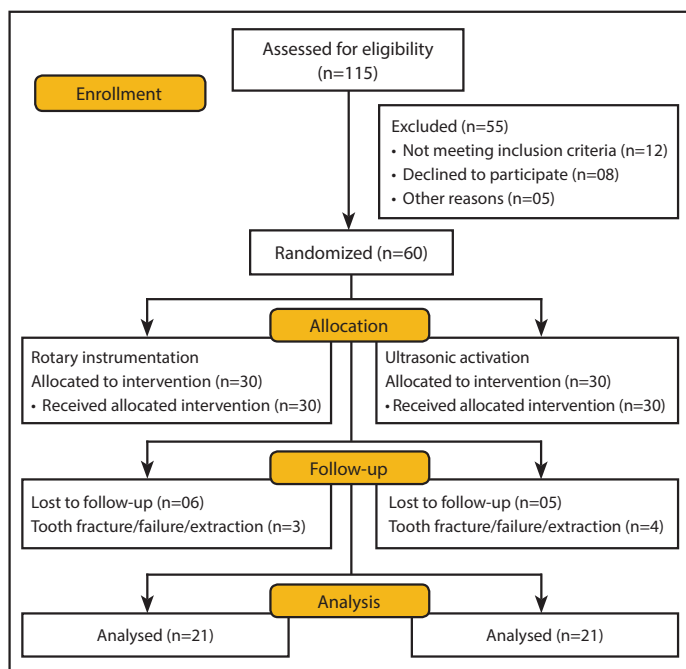 Assessed for eligibility
(n=115)
Enrollment
Excluded (n=55)
• Not meeting inclusion criteria (n=12)
• Declined to participate (n=08)
• Other reasons (n=05)
Randomized (n=60)
Allocation
Rotary instrumentation
Allocated to intervention (n=30)
• Received allocated intervention (n=30)
Ultrasonic activation
Allocated to intervention (n=30)
• Received allocated intervention (n=30)
Follow-up
Lost to follow-up (n=06)
Tooth fracture/failure/extraction (n=3)
Lost to follow-up (n=05)
Tooth fracture/failure/extraction (n=4)
Analysis
Analysed (n=21)
Analysed (n=21)